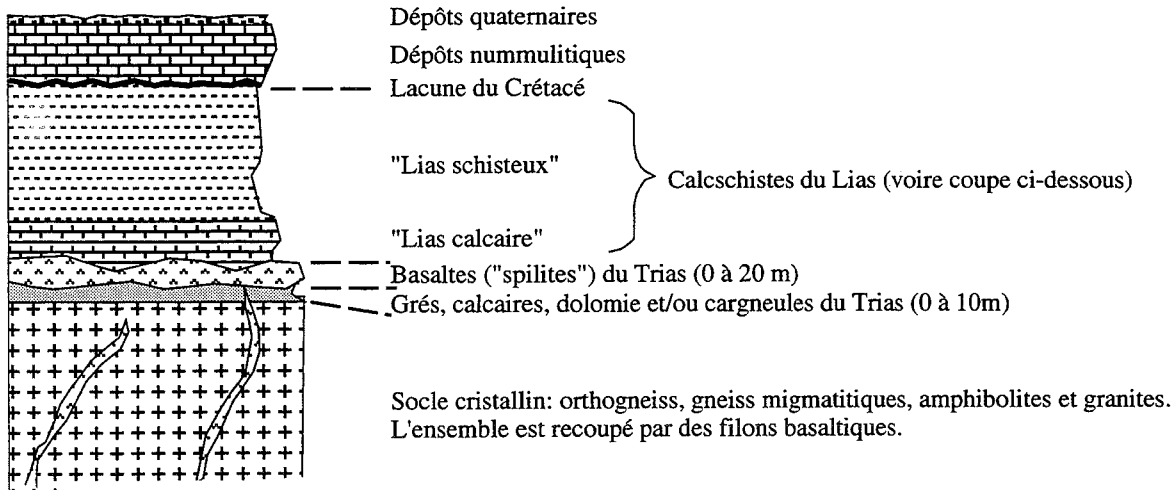 Dépôts quaternaires
Dépôts nummulitiques
Lacune du Crétacé
"Lias schisteux"
Calcschistes du Lias (voire coupe ci-dessous)
"Lias calcaire"
Basaltes ("spilites") du Trias (0 à 20 m)
Grés, calcaires, dolomie et/ou cargneules du Trias (0 à 10m)
Socle cristallin: orthogneiss, gneiss migmatitiques, amphibolites et granites.
L'ensemble est recoupé par des filons basaltiques.